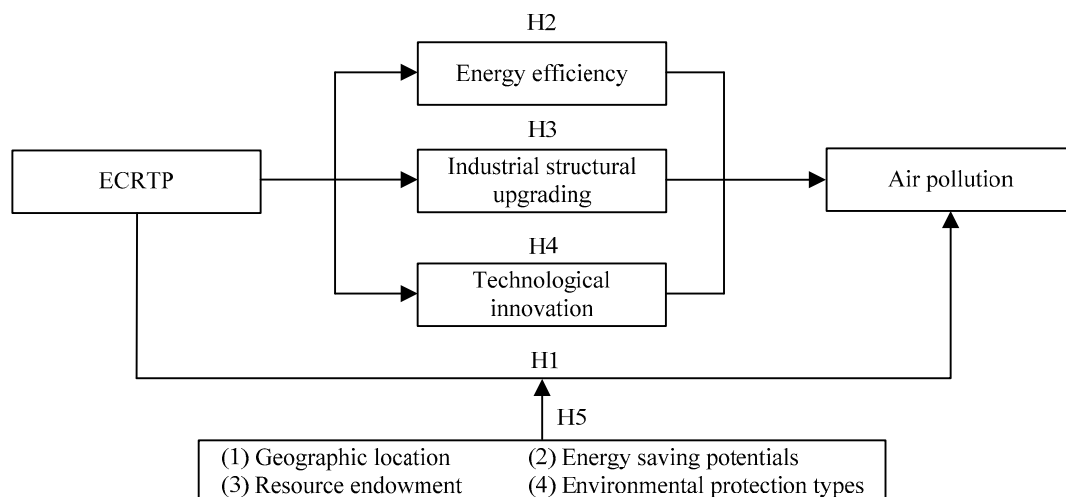 H2
Energy efficiency
H3
ECRTP
Industrial structural
upgrading
Air pollution
H4
Technological
innovation
H1
H5
(1) Geographic location (2) Energy saving potentials
(3) Resource endowment (4) Environmental protection types